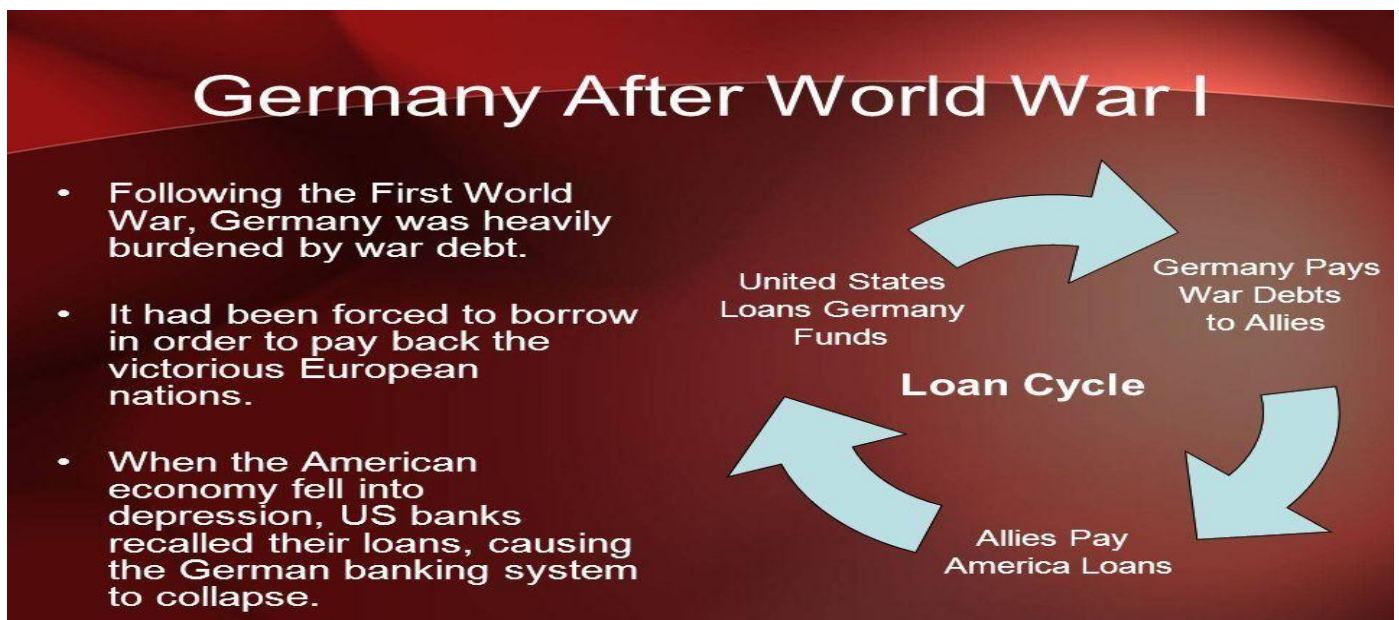 Germany After World War I
• Following the First World
War, Germany was heavily
burdened by war debt.
• It had been forced to borrow
in order to pay back the
victorious European
nations.
• When the American
economy fell into
depression, US banks
recalled their loans, causing
the German banking system
to collapse.
United States
Loans Germany
Funds
Germany Pays
War Debts
to Allies
Loan Cycle
Allies Pay
America Loans